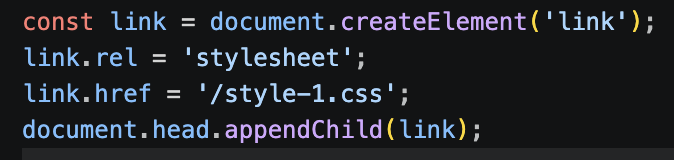 const link = document.createElement('link');
link.rel = 'stylesheet';
link.href = '/style-1.css';
document.head.appendChild(link);